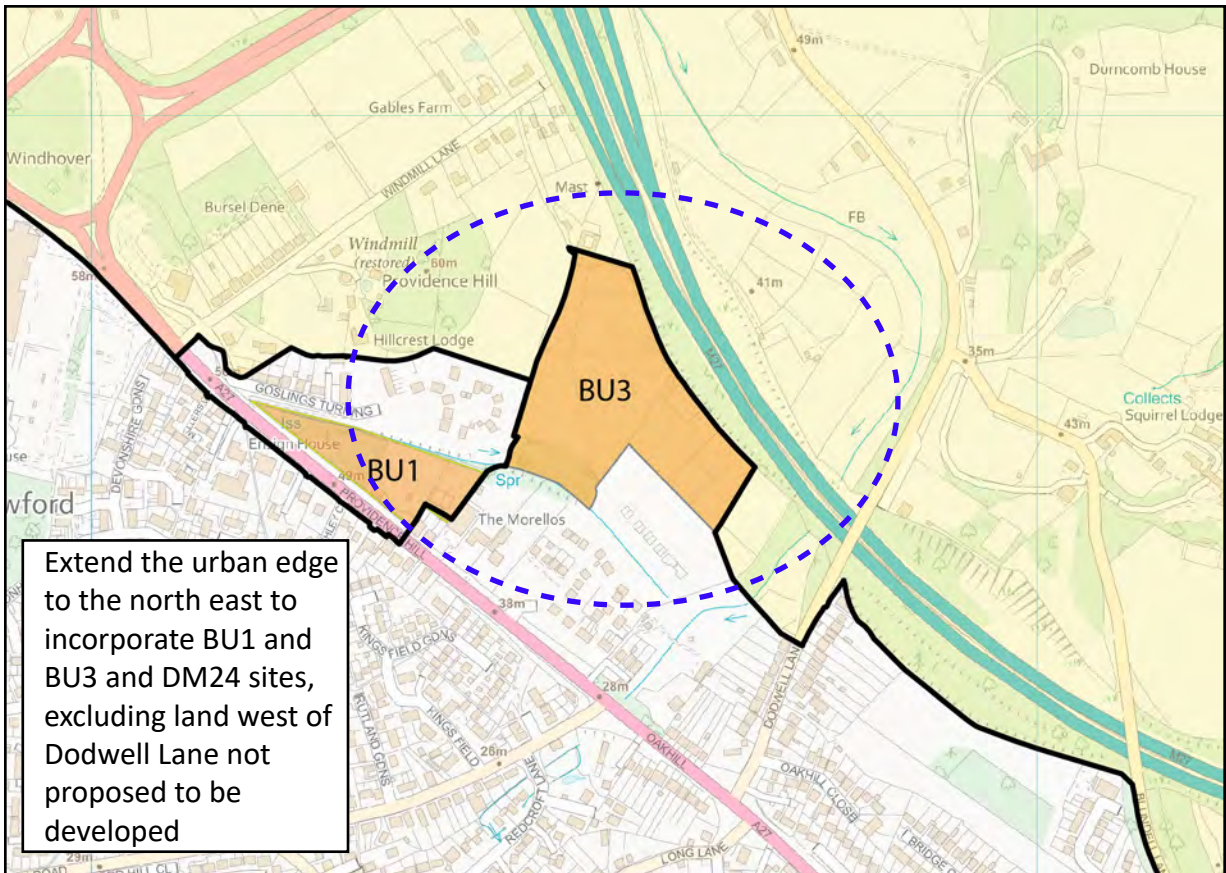 49m
Durncomb House
Gables Farm
Windhover
WINDMILL LANE
Mast
Bursel Dene
FB
Windmill
(restored)
60m
Providence Hill
58m
41m
Hillcrest Lodge
M27
35m
A27
GOSLINGS TURNING
BU3
Collects
Squirrel Lodge
DEVONSHIRE GDNS
Ensign House
43m
49m
BU1
Spr
PROVIDENCE HILL
The Morellos
wford
38m
KINGS FIELD GDNS
DODWELL LANE
RUTLAND GDNS
28m
KINGS FIELD
26m
OAKHILL
REDCROFT LANE
OAKHILL CLOSE
A27
LONG LANE
29m
ROAD
Extend the urban edge
to the north east to
incorporate BU1 and
BU3 and DM24 sites,
excluding land west of
Dodwell Lane not
proposed to be
developed